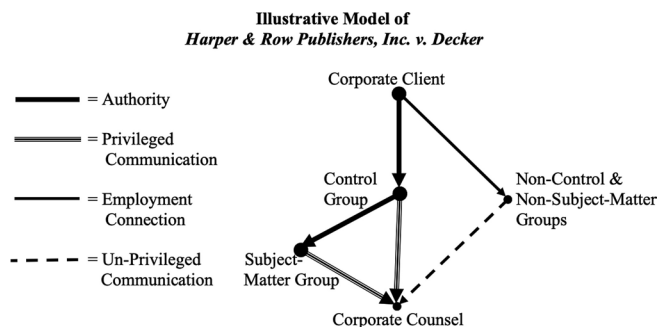 Illustrative Model of
Harper & Row Publishers, Inc. v. Decker
Corporate Client
= Authority
= Privileged
Communication
= Employment
Connection
= Un-Privileged
Communication
Control
Group
Non-Control &
Non-Subject-Matter
Groups
Subject-
Matter Group
Corporate Counsel